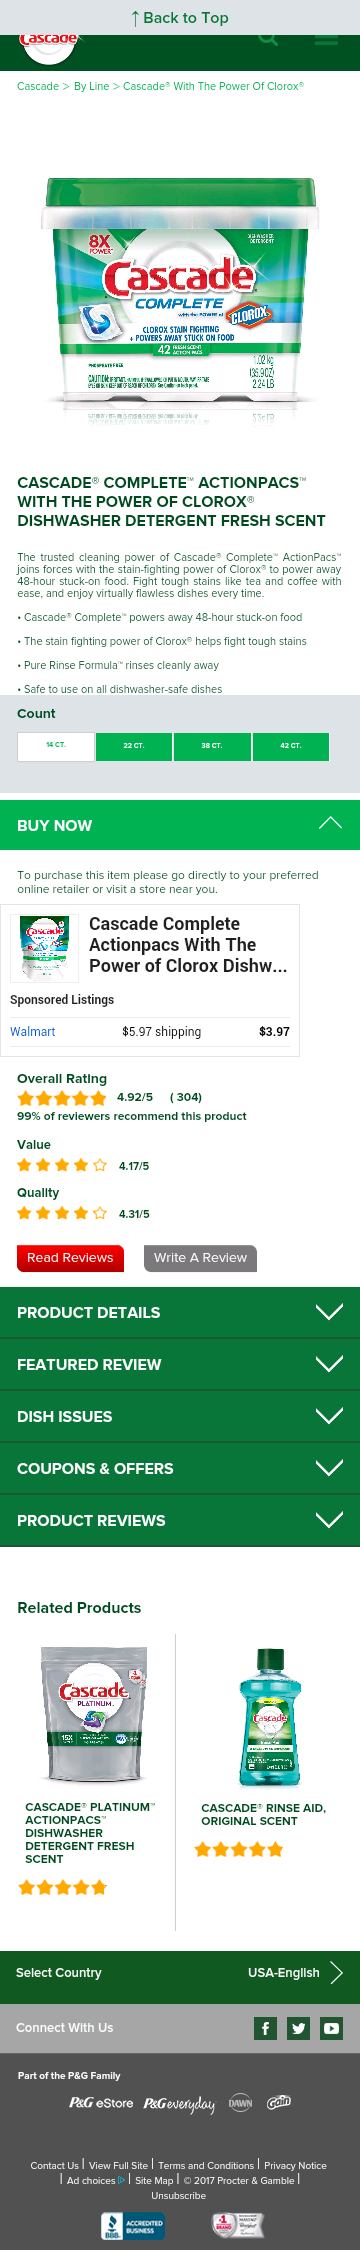 ↑ Back to Top
Cascade
Cascade > By Line > Cascade® With The Power Of Clorox®
8X
POWER*
DISHWASHER
DETERGENT
Cascade
COMPLETE
with the POWER of
CLOROX
CLOROX STAIN FIGHTING
+ POWERS AWAY STUCK ON FOOD
42 FRESH SCENT
ACTION PACS
PHOSPHATE FREE
1.02 kg
(35.9 OZ)
2.24 LB
CASCADE® COMPLETE™ ACTIONPACS™
WITH THE POWER OF CLOROX®
DISHWASHER DETERGENT FRESH SCENT
The trusted cleaning power of Cascade® Complete™ ActionPacs™
joins forces with the stain-fighting power of Clorox® to power away
48-hour stuck-on food. Fight tough stains like tea and coffee with
ease, and enjoy virtually flawless dishes every time.
• Cascade® Complete™ powers away 48-hour stuck-on food
• The stain fighting power of Clorox® helps fight tough stains
• Pure Rinse Formula™ rinses cleanly away
• Safe to use on all dishwasher-safe dishes
Count
14 CT. 22 CT. 38 CT. 42 CT.
BUY NOW
To purchase this item please go directly to your preferred
online retailer or visit a store near you.
Cascade Complete
Actionpacs With The
Power of Clorox Dishw...
Sponsored Listings
Walmart $5.97 shipping $3.97
Overall Rating
4.92/5 ( 304)
99% of reviewers recommend this product
Value
4.17/5
Quality
4.31/5
Read Reviews Write A Review
PRODUCT DETAILS
FEATURED REVIEW
DISH ISSUES
COUPONS & OFFERS
PRODUCT REVIEWS
Related Products
Cascade
PLATINUM
15X
Cascade
CASCADE® PLATINUM™
ACTIONPACS™
DISHWASHER
DETERGENT FRESH
SCENT
CASCADE® RINSE AID,
ORIGINAL SCENT
Select Country USA-English
Connect With Us
Part of the P&G Family
P&G eStore P&G everyday DAWN Gain
Contact Us | View Full Site | Terms and Conditions | Privacy Notice
| Ad choices | Site Map | © 2017 Procter & Gamble |
Unsubscribe
BBB ACCREDITED
BUSINESS
#1
BRAND